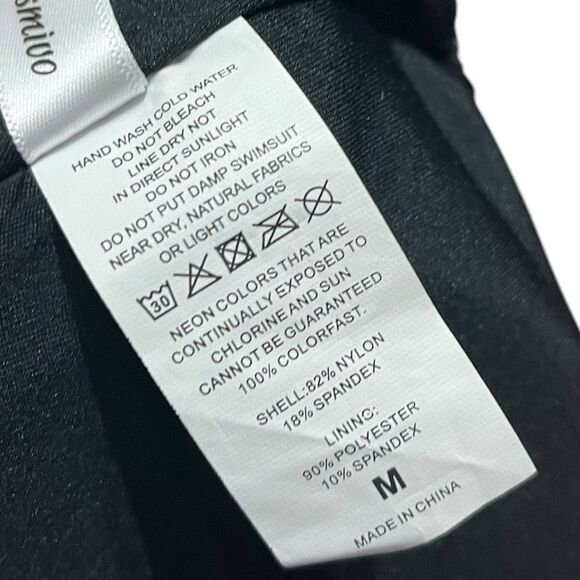 smivo
HAND WASH COLD WATER
DO NOT BLEACH
LINE DRY NOT
IN DIRECT SUNLIGHT
DO NOT IRON
DO NOT PUT DAMP SWIMSUIT
NEAR DRY, NATURAL FABRICS
OR LIGHT COLORS
30
NEON COLORS THAT ARE
CONTINUALLY EXPOSED TO
CHLORINE AND SUN
CANNOT BE GUARANTEED
100% COLORFAST.
SHELL:82% NYLON
18% SPANDEX
LINING:
90% POLYESTER
10% SPANDEX
M
MADE IN CHINA